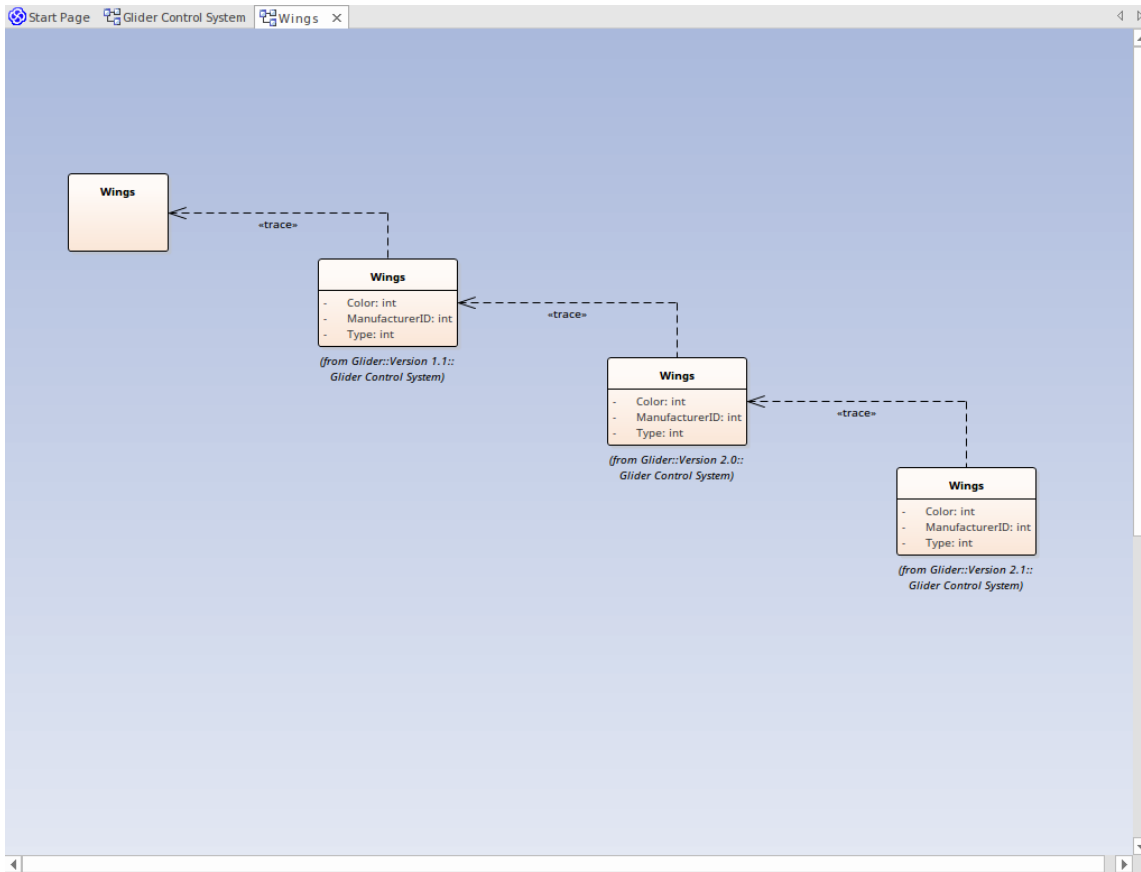 Start Page Glider Control System Wings
Wings
«trace»
Wings
- Color: int
- ManufacturerID: int
- Type: int
(from Glider::Version 1.1::
Glider Control System)
«trace»
Wings
- Color: int
- ManufacturerID: int
- Type: int
(from Glider::Version 2.0::
Glider Control System)
«trace»
Wings
- Color: int
- ManufacturerID: int
- Type: int
(from Glider::Version 2.1::
Glider Control System)